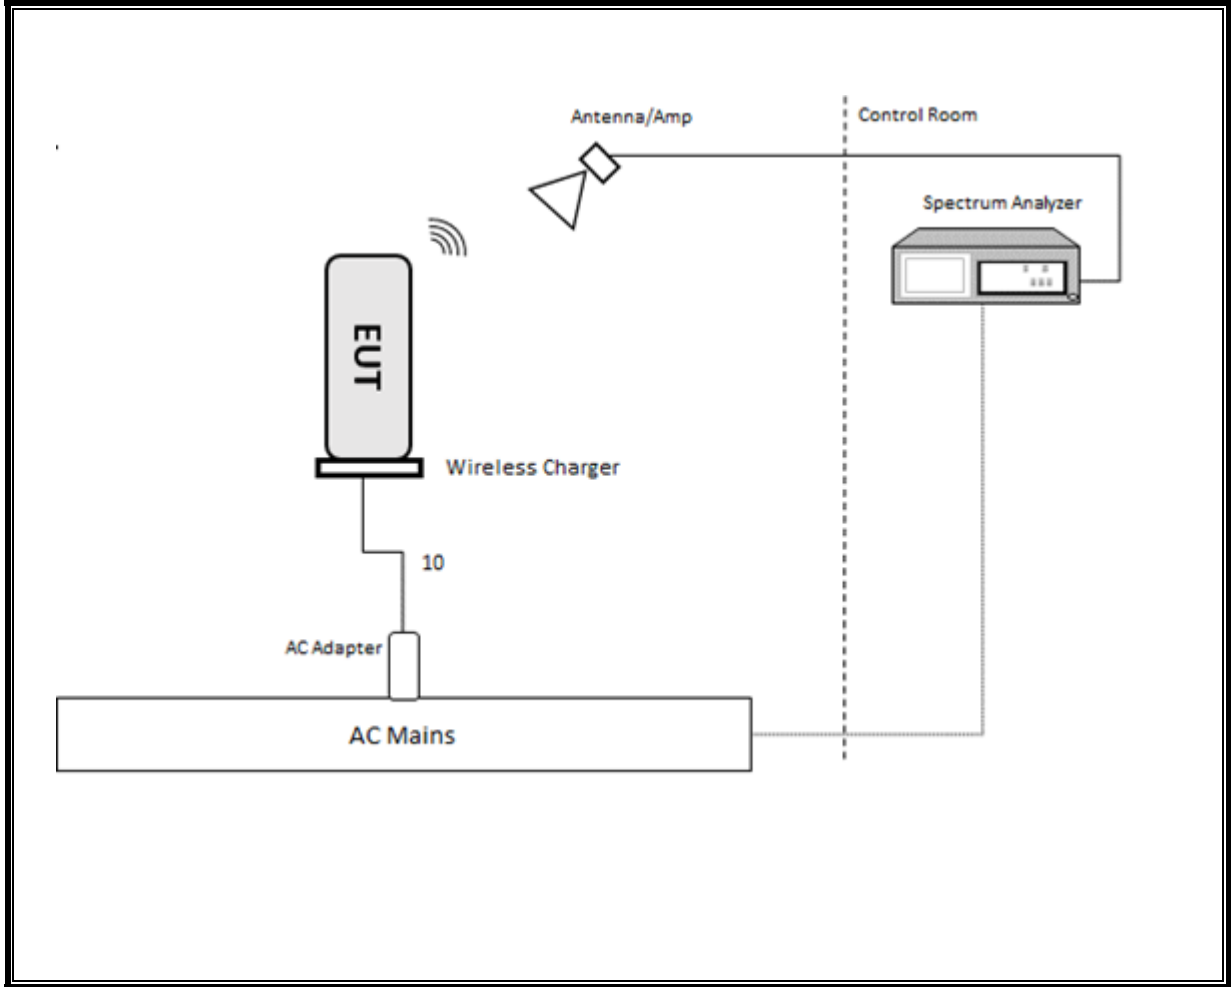 Antenna/Amp
Control Room
Spectrum Analyzer
EUT
Wireless Charger
10
AC Adapter
AC Mains